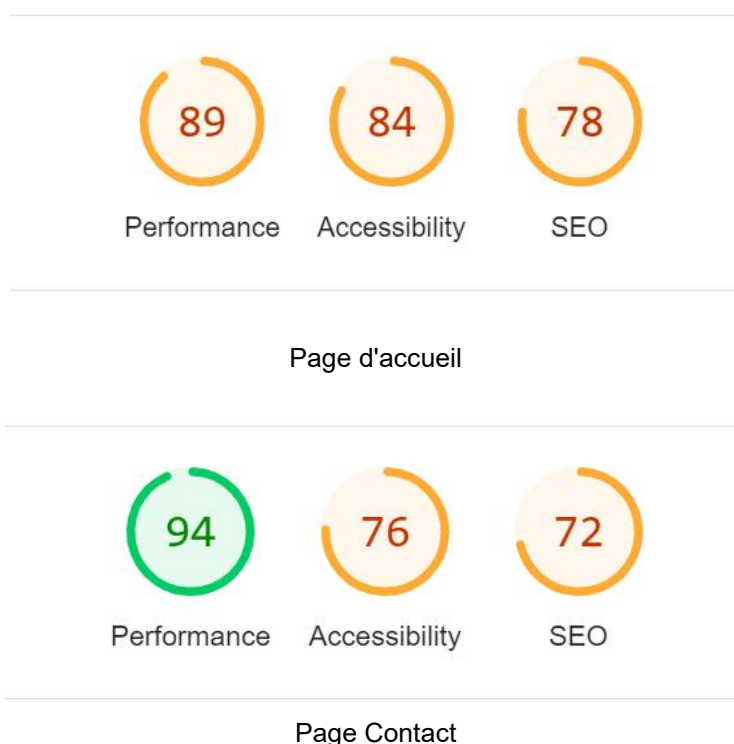 89 84 78
Performance Accessibility SEO
Page d'accueil
94 76 72
Performance Accessibility SEO
Page Contact